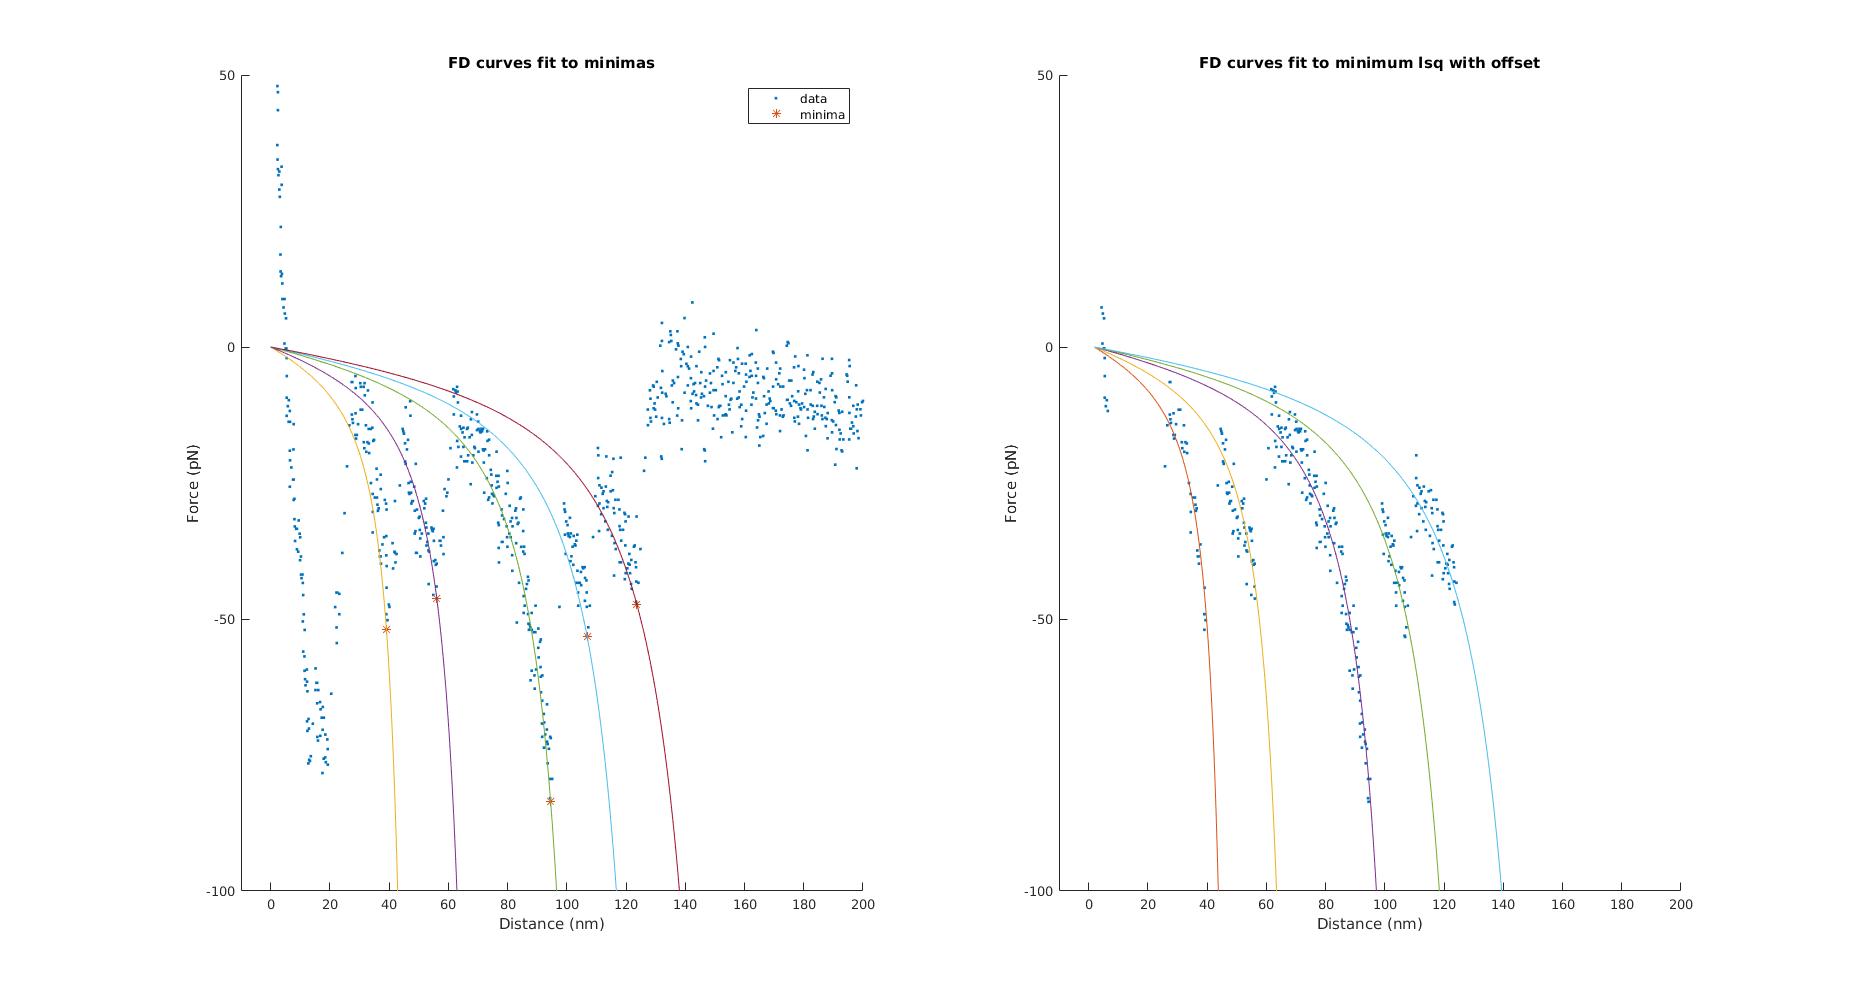 FD curves fit to minimas
50
0
-50
-100
Force (pN)
data
minima
0 20 40 60 80 100 120 140 160 180 200
Distance (nm)
FD curves fit to minimum lsq with offset
50
0
-50
-100
Force (pN)
0 20 40 60 80 100 120 140 160 180 200
Distance (nm)